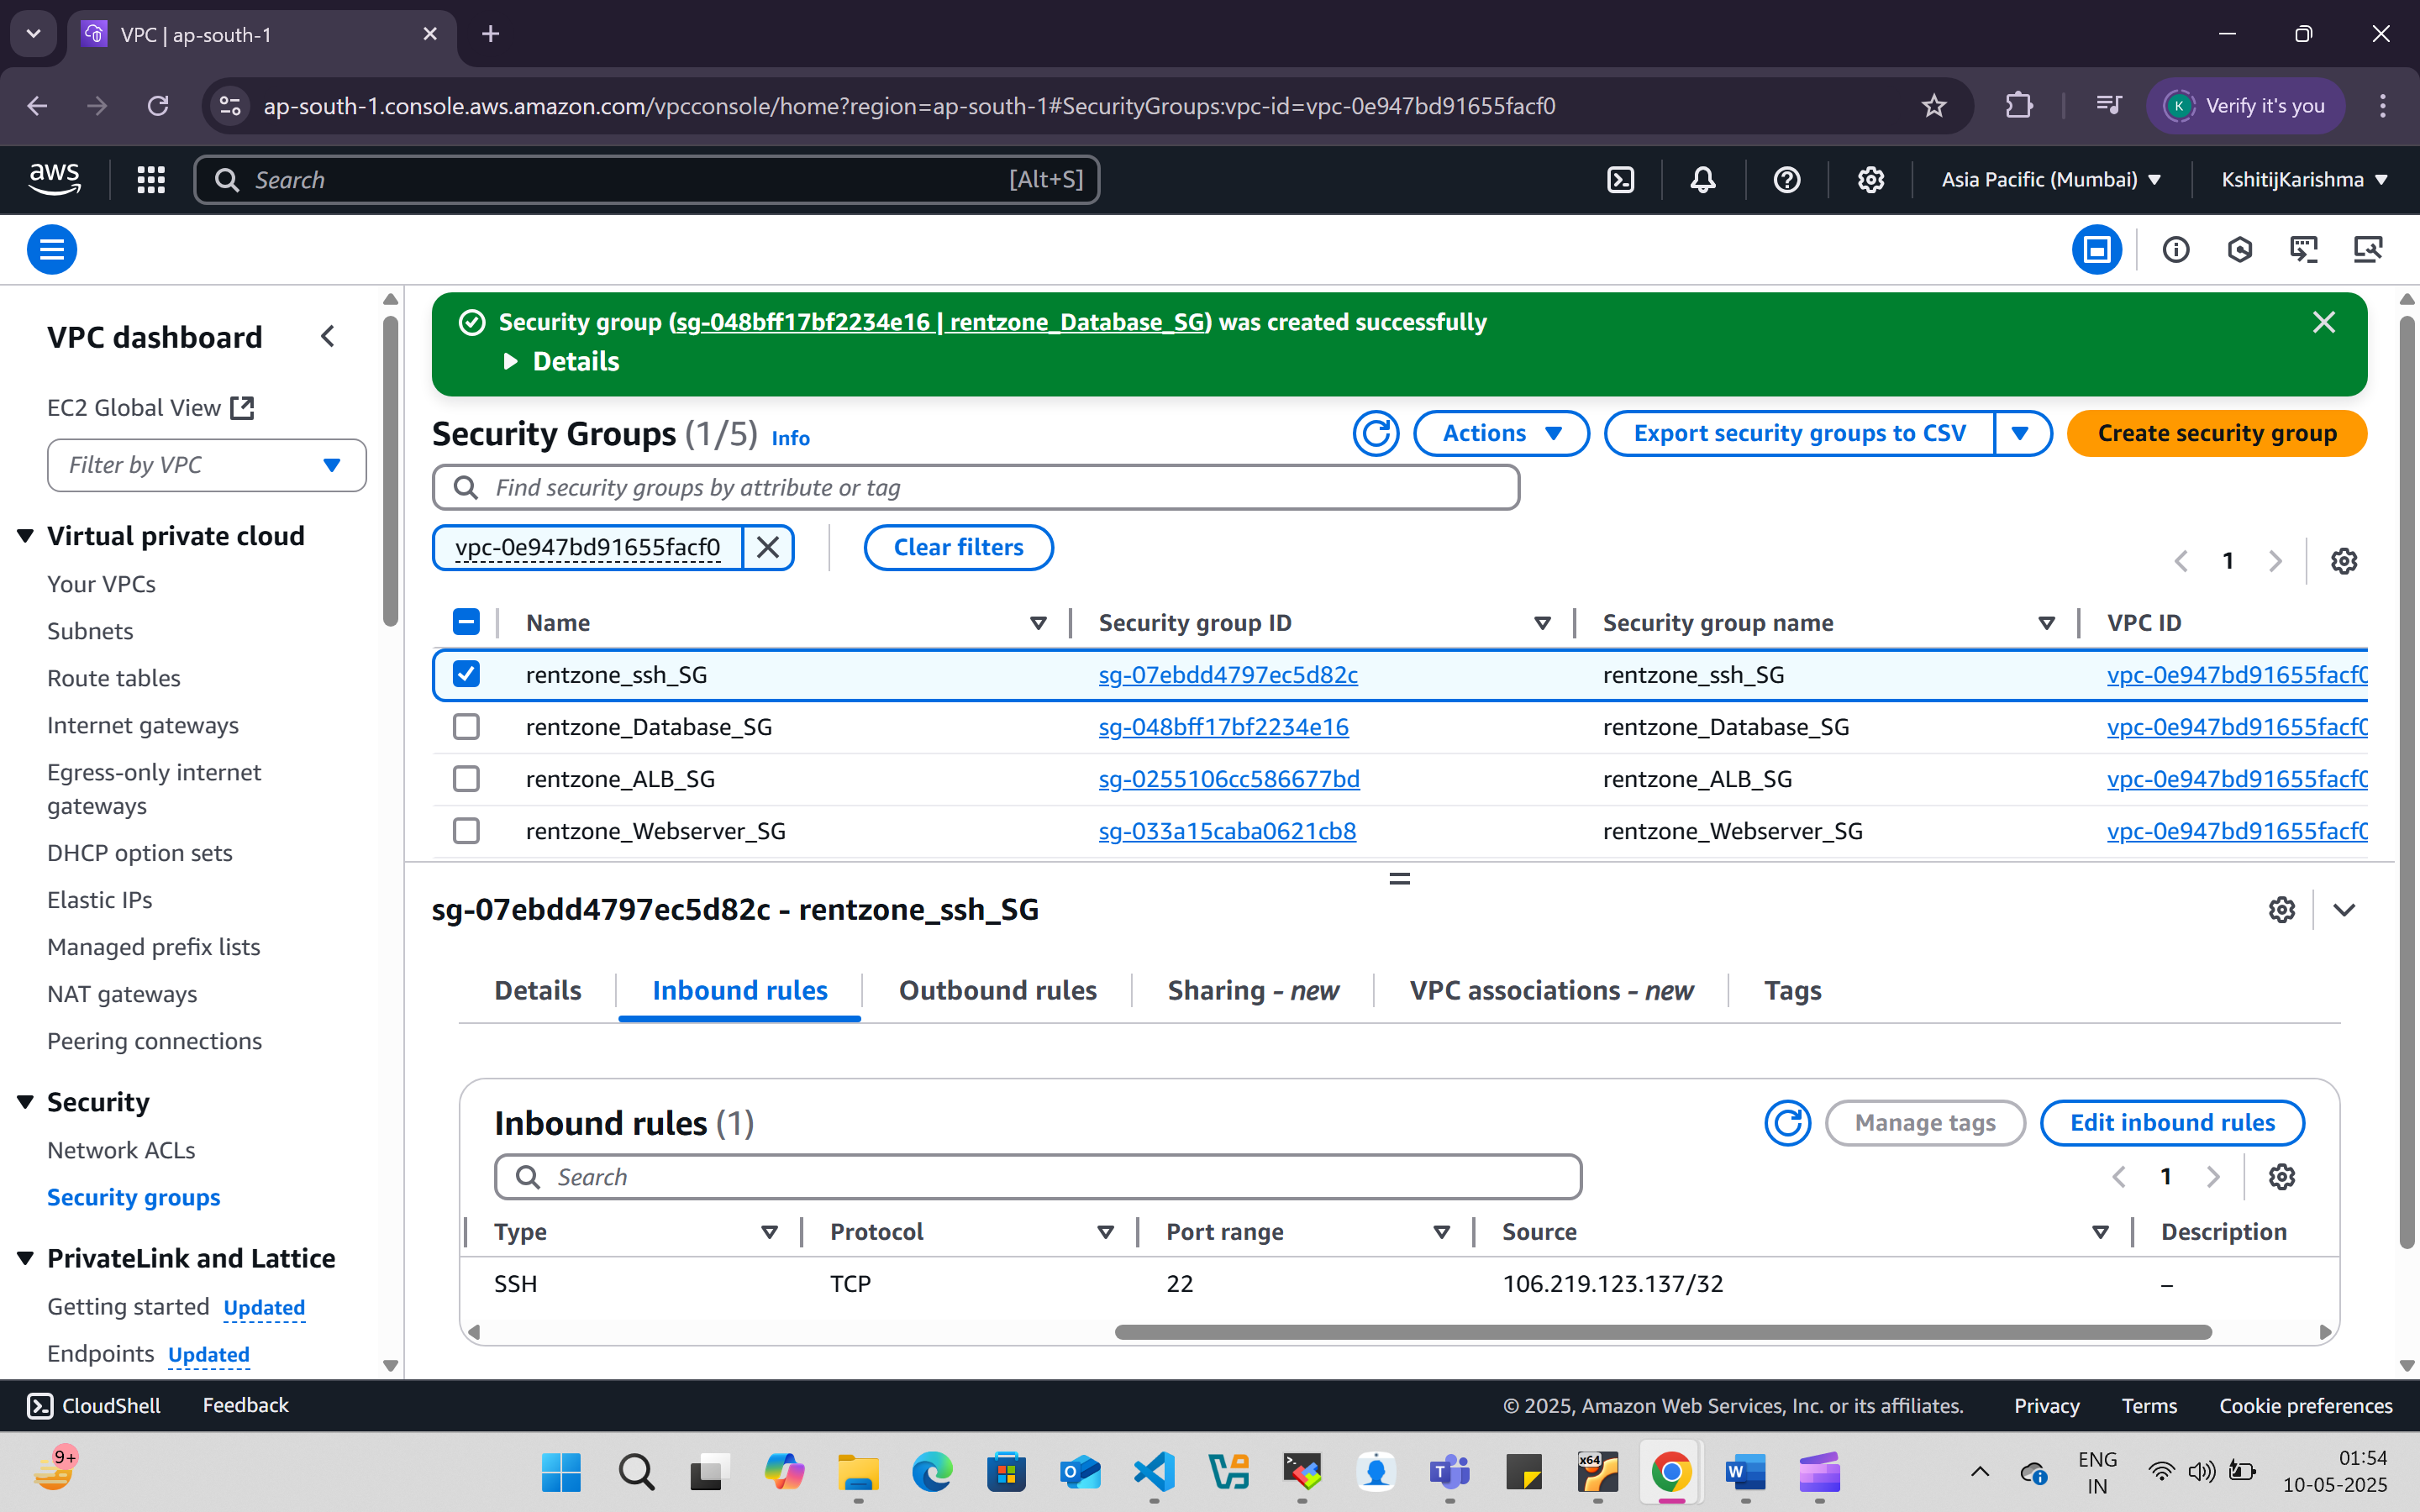 VPC | ap-south-1
ap-south-1.console.aws.amazon.com/vpcconsole/home?region=ap-south-1#SecurityGroups:vpc-id=vpc-0e947bd91655facf0
K Verify it's you
aws Search [Alt+S] Asia Pacific (Mumbai) KshitijKarishma
VPC dashboard
EC2 Global View
Filter by VPC
Virtual private cloud
Your VPCs
Subnets
Route tables
Internet gateways
Egress-only internet
gateways
DHCP option sets
Elastic IPs
Managed prefix lists
NAT gateways
Peering connections
Security
Network ACLs
Security groups
PrivateLink and Lattice
Getting started Updated
Endpoints Updated
Security group (sg-048bff17bf2234e16 | rentzone_Database_SG) was created successfully
Details
Security Groups (1/5) Info
Actions Export security groups to CSV Create security group
Find security groups by attribute or tag
vpc-0e947bd91655facf0 Clear filters
1
Name Security group ID Security group name VPC ID
rentzone_ssh_SG sg-07ebdd4797ec5d82c rentzone_ssh_SG vpc-0e947bd91655facf0
rentzone_Database_SG sg-048bff17bf2234e16 rentzone_Database_SG vpc-0e947bd91655facf0
rentzone_ALB_SG sg-0255106cc586677bd rentzone_ALB_SG vpc-0e947bd91655facf0
rentzone_Webserver_SG sg-033a15caba0621cb8 rentzone_Webserver_SG vpc-0e947bd91655facf0
sg-07ebdd4797ec5d82c - rentzone_ssh_SG
Details Inbound rules Outbound rules Sharing - new VPC associations - new Tags
Inbound rules (1)
Manage tags Edit inbound rules
Search
1
Type Protocol Port range Source Description
SSH TCP 22 106.219.123.137/32 –
CloudShell Feedback © 2025, Amazon Web Services, Inc. or its affiliates. Privacy Terms Cookie preferences
9+
x64
ENG
IN
01:54
10-05-2025